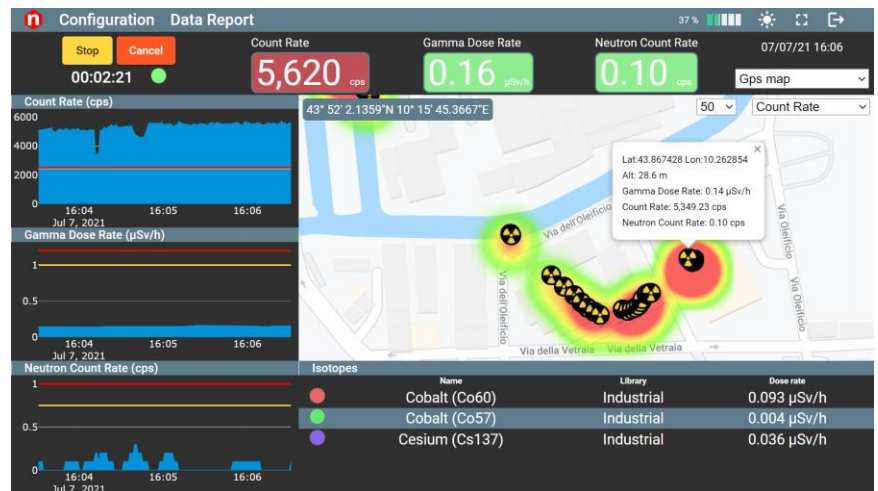 n Configuration Data Report 37 %
Stop Cancel
00:02:21
Count Rate
5,620 cps
Gamma Dose Rate
0.16 µSv/h
Neutron Count Rate
0.10 cps
07/07/21 16:06
Gps map
Count Rate (cps)
6000
4000
2000
0
16:04 16:05 16:06
Jul 7, 2021
Gamma Dose Rate (µSv/h)
1
0.5
0
16:04 16:05 16:06
Jul 7, 2021
Neutron Count Rate (cps)
1
0.5
0
16:04 16:05 16:06
Jul 7, 2021
43° 52' 2.1359"N 10° 15' 45.3667"E
50 Count Rate
Lat:43.867428 Lon:10.262854
Alt: 28.6 m
Gamma Dose Rate: 0.14 µSv/h
Count Rate: 5,349.23 cps
Neutron Count Rate: 0.10 cps
Via dell'Oleificio
Via dell'Oleificio
Via Oleificio
Via Oleificio
Via della Vetraia Via della Vetraia
Isotopes
Name Library Dose rate
Cobalt (Co60) Industrial 0.093 µSv/h
Cobalt (Co57) Industrial 0.004 µSv/h
Cesium (Cs137) Industrial 0.036 µSv/h